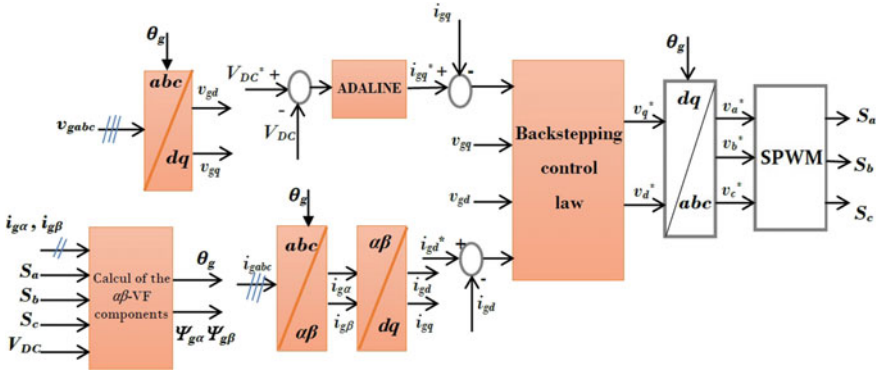 θg
abc
dq
vgabc
vgd
vgq
VDC* +
-
VDC
ADALINE
igq* +
igq
-
vgq
vgd
Backstepping
control
law
vq*
vd*
θg
dq
abc
va*
vb*
vc*
SPWM
Sa
Sb
Sc
igα , igβ
Sa
Sb
Sc
VDC
Calcul of the
αβ-VF
components
θg
Ψgα Ψgβ
igabc
θg
abc
αβ
igα
igβ
αβ
dq
igd
igq
igd* +
-
igd